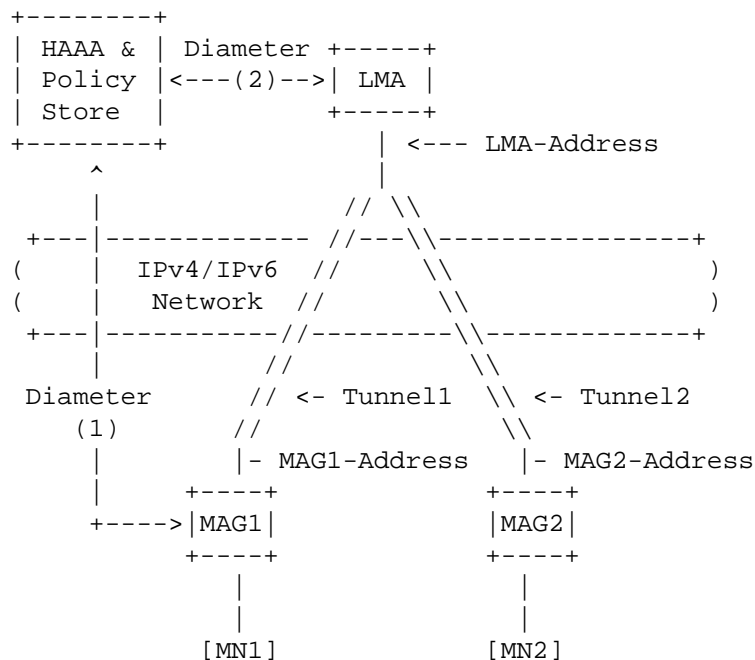 HAAA & Diameter
Policy <---(2)--> LMA
Store
<--- LMA-Address
IPv4/IPv6
Network
Diameter <- Tunnel1 <- Tunnel2
(1)
MAG1-Address MAG2-Address
MAG1 MAG2
[MN1] [MN2]